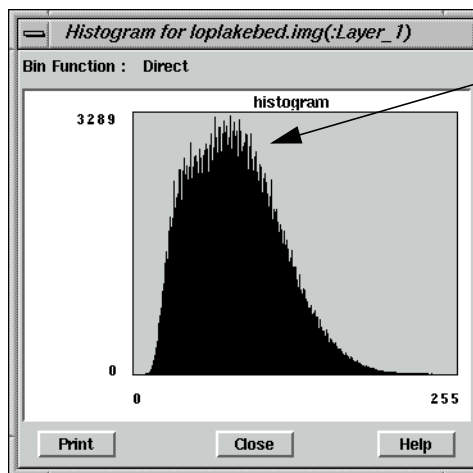 Histogram for loplakebed.img(:Layer_1)
Bin Function : Direct
histogram
3289
0
0 255
Print Close Help